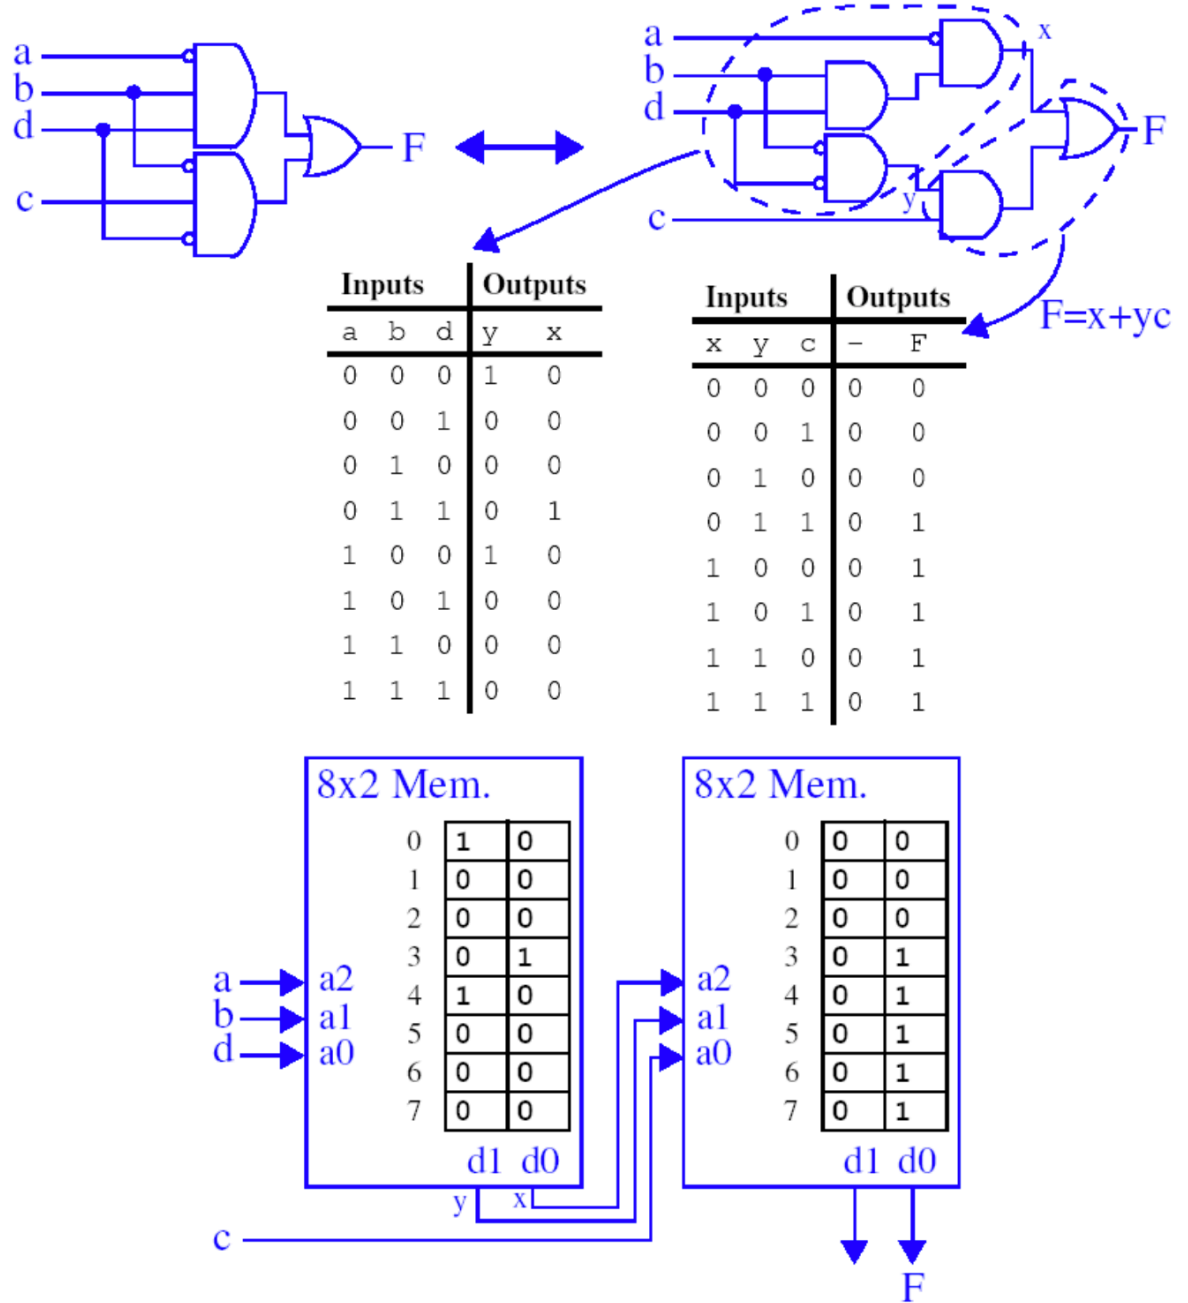 a
b
d
c
F
a
b
d
c
x
y
F
F=x+yc
Inputs Outputs
a b d y x
0 0 0 1 0
0 0 1 0 0
0 1 0 0 0
0 1 1 0 1
1 0 0 1 0
1 0 1 0 0
1 1 0 0 0
1 1 1 0 0
Inputs Outputs
x y c – F
0 0 0 0 0
0 0 1 0 0
0 1 0 0 0
0 1 1 0 1
1 0 0 0 1
1 0 1 0 1
1 1 0 0 1
1 1 1 0 1
8x2 Mem.
0 1 0
1 0 0
2 0 0
3 0 1
4 1 0
5 0 0
6 0 0
7 0 0
a a2
b a1
d a0
d1 d0
y x
c
8x2 Mem.
0 0 0
1 0 0
2 0 0
3 0 1
4 0 1
5 0 1
6 0 1
7 0 1
a2
a1
a0
d1 d0
F